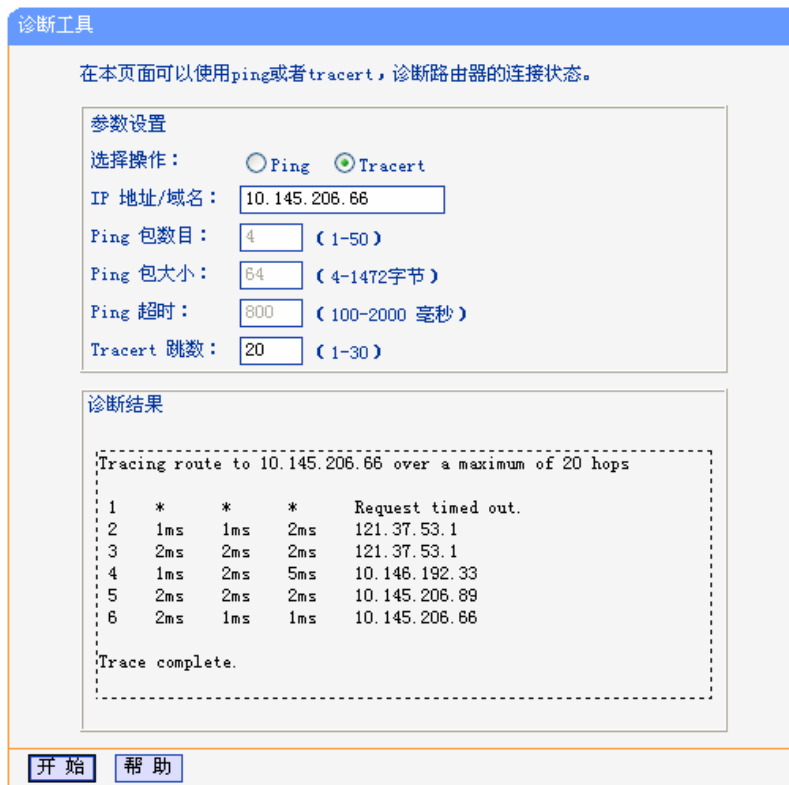 诊断工具
在本页面可以使用ping或者tracert，诊断路由器的连接状态。
参数设置
选择操作： Ping Tracert
IP 地址/域名： 10.145.206.66
Ping 包数目： 4 （1-50）
Ping 包大小： 64 （4-1472字节）
Ping 超时： 800 （100-2000 毫秒）
Tracert 跳数： 20 （1-30）
诊断结果
Tracing route to 10.145.206.66 over a maximum of 20 hops
1 * * * Request timed out.
2 1ms 1ms 2ms 121.37.53.1
3 2ms 2ms 2ms 121.37.53.1
4 1ms 2ms 5ms 10.146.192.33
5 2ms 2ms 2ms 10.145.206.89
6 2ms 1ms 1ms 10.145.206.66
Trace complete.
开 始 帮 助